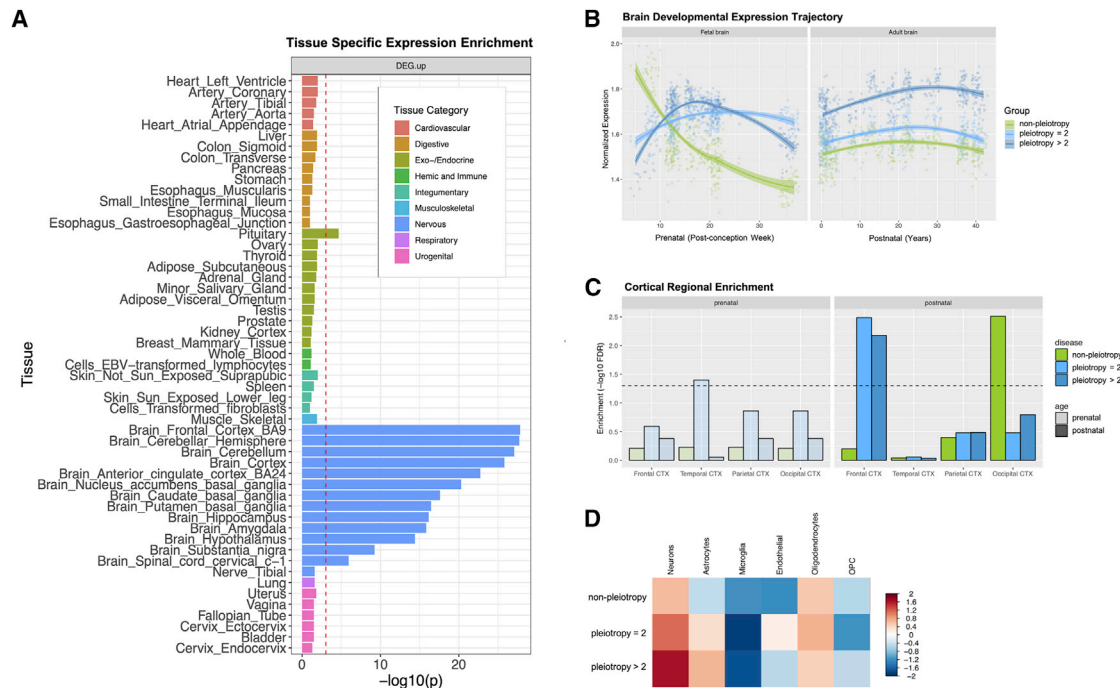 A
Tissue Specific Expression Enrichment
DEG.up
Tissue
Heart_Left_Ventricle
Artery_Coronary
Artery_Tibial
Artery_Aorta
Heart_Atrial_Appendage
Liver
Colon_Sigmoid
Colon_Transverse
Pancreas
Stomach
Esophagus_Muscularis
Small_Intestine_Terminal_Ileum
Esophagus_Mucosa
Esophagus_Gastroesophageal_Junction
Pituitary
Ovary
Thyroid
Adipose_Subcutaneous
Adrenal_Gland
Minor_Salivary_Gland
Adipose_Visceral_Omentum
Testis
Prostate
Kidney_Cortex
Breast_Mammary_Tissue
Whole_Blood
Cells_EBV−transformed_lymphocytes
Skin_Not_Sun_Exposed_Suprapubic
Spleen
Skin_Sun_Exposed_Lower_leg
Cells_Transformed_fibroblasts
Muscle_Skeletal
Brain_Frontal_Cortex_BA9
Brain_Cerebellar_Hemisphere
Brain_Cerebellum
Brain_Cortex
Brain_Anterior_cingulate_cortex_BA24
Brain_Nucleus_accumbens_basal_ganglia
Brain_Caudate_basal_ganglia
Brain_Putamen_basal_ganglia
Brain_Hippocampus
Brain_Amygdala
Brain_Hypothalamus
Brain_Substantia_nigra
Brain_Spinal_cord_cervical_c−1
Nerve_Tibial
Lung
Uterus
Vagina
Fallopian_Tube
Cervix_Ectocervix
Bladder
Cervix_Endocervix
0 10 20
−log10(p)
Tissue Category
Cardiovascular
Digestive
Exo−/Endocrine
Hemic and Immune
Integumentary
Musculoskeletal
Nervous
Respiratory
Urogenital
B
Brain Developmental Expression Trajectory
Fetal brain Adult brain
Normalized Expression
2.0
1.8
1.6
1.4
10 20 30 0 10 20 30 40
Prenatal (Post-conception Week) Postnatal (Years)
Group
non-pleiotropy
pleiotropy = 2
pleiotropy > 2
C
Cortical Regional Enrichment
prenatal postnatal
Enrichment (−log10 FDR)
2.5
2.0
1.5
1.0
0.5
0.0
Frontal CTX Temporal CTX Parietal CTX Occipital CTX Frontal CTX Temporal CTX Parietal CTX Occipital CTX
disease
non-pleiotropy
pleiotropy = 2
pleiotropy > 2
age
prenatal
postnatal
D
Neurons
Astrocytes
Microglia
Endothelial
Oligodendrocytes
OPC
non-pleiotropy
pleiotropy = 2
pleiotropy > 2
2
1.6
1.2
0.8
0.4
0
−0.4
−0.8
−1.2
−1.6
−2